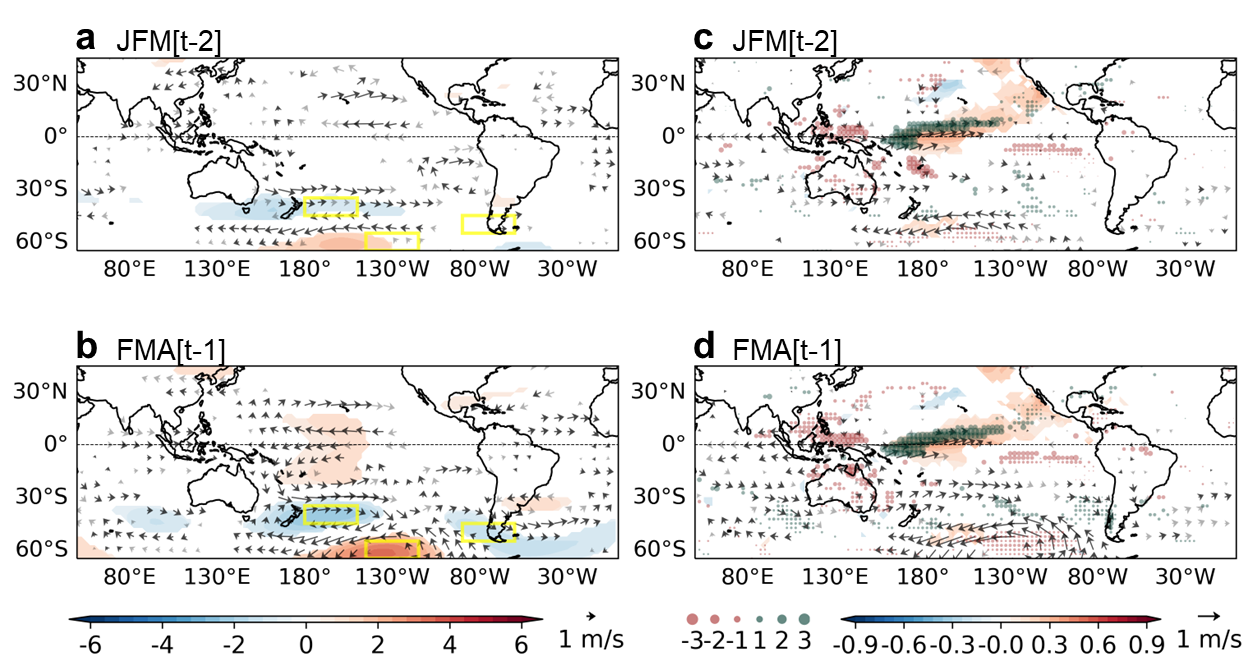 a JFM[t-2]
30°N
0°
30°S
60°S
80°E 130°E 180° 130°W 80°W 30°W
c JFM[t-2]
30°N
0°
30°S
60°S
80°E 130°E 180° 130°W 80°W 30°W
b FMA[t-1]
30°N
0°
30°S
60°S
80°E 130°E 180° 130°W 80°W 30°W
d FMA[t-1]
30°N
0°
30°S
60°S
80°E 130°E 180° 130°W 80°W 30°W
-6 -4 -2 0 2 4 6 1 m/s
-3 -2 -1 1 2 3 -0.9 -0.6 -0.3 -0.0 0.3 0.6 0.9 1 m/s